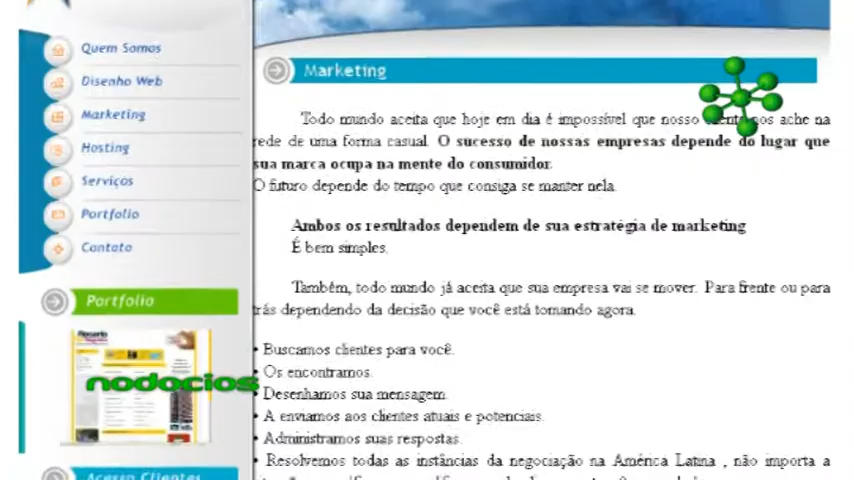 Quem Somos
Disenho Web
Marketing
Hosting
Serviços
Portfolio
Contato
Portfolio
Rosario
nodocios
Acceso Clientes
Marketing
Todo mundo aceita que hoje em dia é impossível que nosso cliente nos ache na
rede de uma forma casual. O sucesso de nossas empresas depende do lugar que
sua marca ocupa na mente do consumidor.
O futuro depende do tempo que consiga se manter nela.
Ambos os resultados dependem de sua estratégia de marketing
É bem simples.
Também, todo mundo já aceita que sua empresa vai se mover. Para frente ou para
trás dependendo da decisão que você está tomando agora.
• Buscamos clientes para você.
• Os encontramos.
• Desenhamos sua mensagem.
• A enviamos aos clientes atuais e potenciais.
• Administramos suas respostas.
• Resolvemos todas as instâncias da negociação na América Latina , não importa a